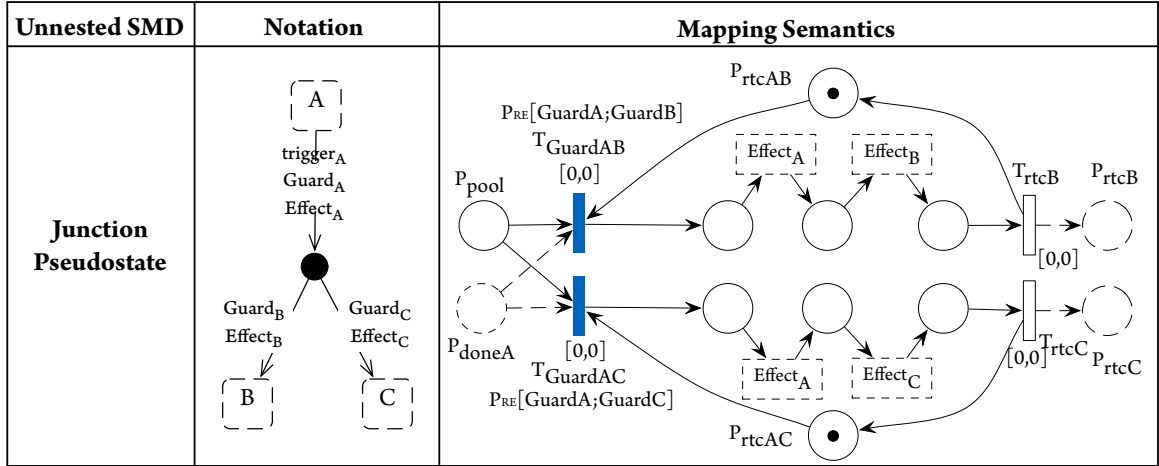 Unnested SMD Notation Mapping Semantics
Junction
Pseudostate
A
trigger_A
Guard_A
Effect_A
Guard_B
Effect_B
Guard_C
Effect_C
B
C
P_rtcAB
PRE[GuardA;GuardB]
T_GuardAB
[0,0]
P_pool
Effect_A
Effect_B
T_rtcB
P_rtcB
[0,0]
P_doneA
[0,0]
T_GuardAC
PRE[GuardA;GuardC]
Effect_A
Effect_C
[0,0]
T_rtcC
P_rtcC
P_rtcAC